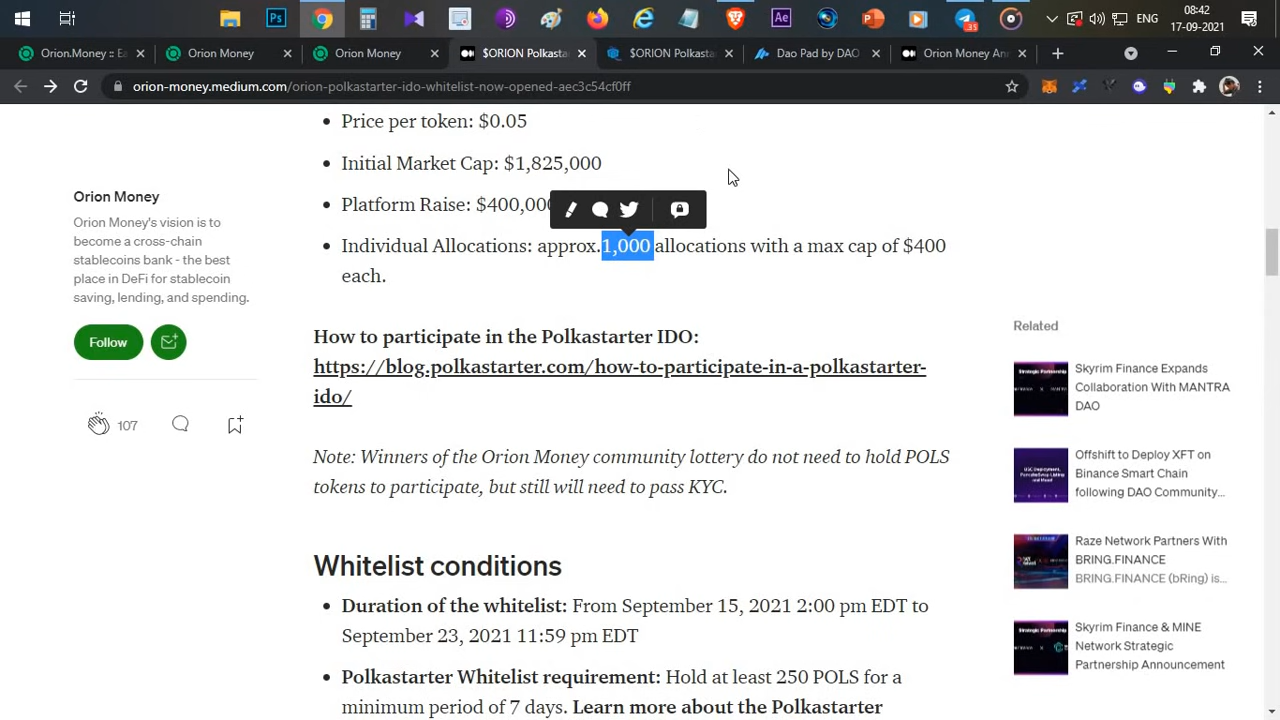 08:42
ENG
17-09-2021
35
Orion.Money = Ea
Orion Money
Orion Money
$ORION Polkasta
$ORION Polkasta
Dao Pad by DAO
Orion Money An
orion-money.medium.com/orion-polkastarter-ido-whitelist-now-opened-aec3c54cf0ff
Price per token: $0.05
Initial Market Cap: $1,825,000
Platform Raise: $400,000
Individual Allocations: approx.1,000 allocations with a max cap of $400
each.
How to participate in the Polkastarter IDO:
https://blog.polkastarter.com/how-to-participate-in-a-polkastarter-
ido/
Note: Winners of the Orion Money community lottery do not need to hold POLS
tokens to participate, but still will need to pass KYC.
Whitelist conditions
Duration of the whitelist: From September 15, 2021 2:00 pm EDT to
September 23, 2021 11:59 pm EDT
Polkastarter Whitelist requirement: Hold at least 250 POLS for a
minimum period of 7 days. Learn more about the Polkastarter
Orion Money
Orion Money's vision is to
become a cross-chain
stablecoins bank - the best
place in DeFi for stablecoin
saving, lending, and spending.
Follow
107
Related
Skyrim Finance Expands
Collaboration With MANTRA
DAO
Offshift to Deploy XFT on
Binance Smart Chain
following DAO Community...
Raze Network Partners With
BRING.FINANCE
BRING.FINANCE (bRing) is...
Skyrim Finance & MINE
Network Strategic
Partnership Announcement